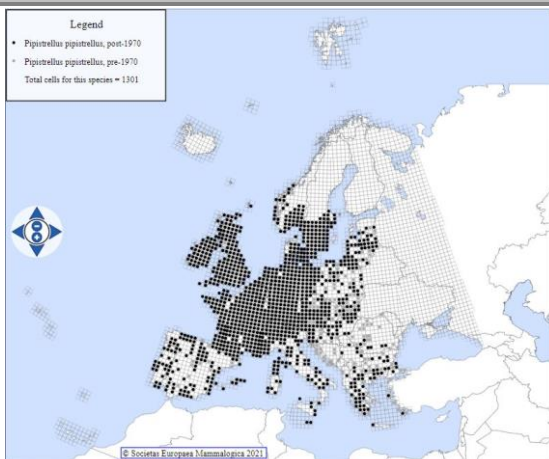 Legend
Pipistrellus pipistrellus, post-1970
Pipistrellus pipistrellus, pre-1970
Total cells for this species = 1301
© Societas Europaea Mammalogica 2021